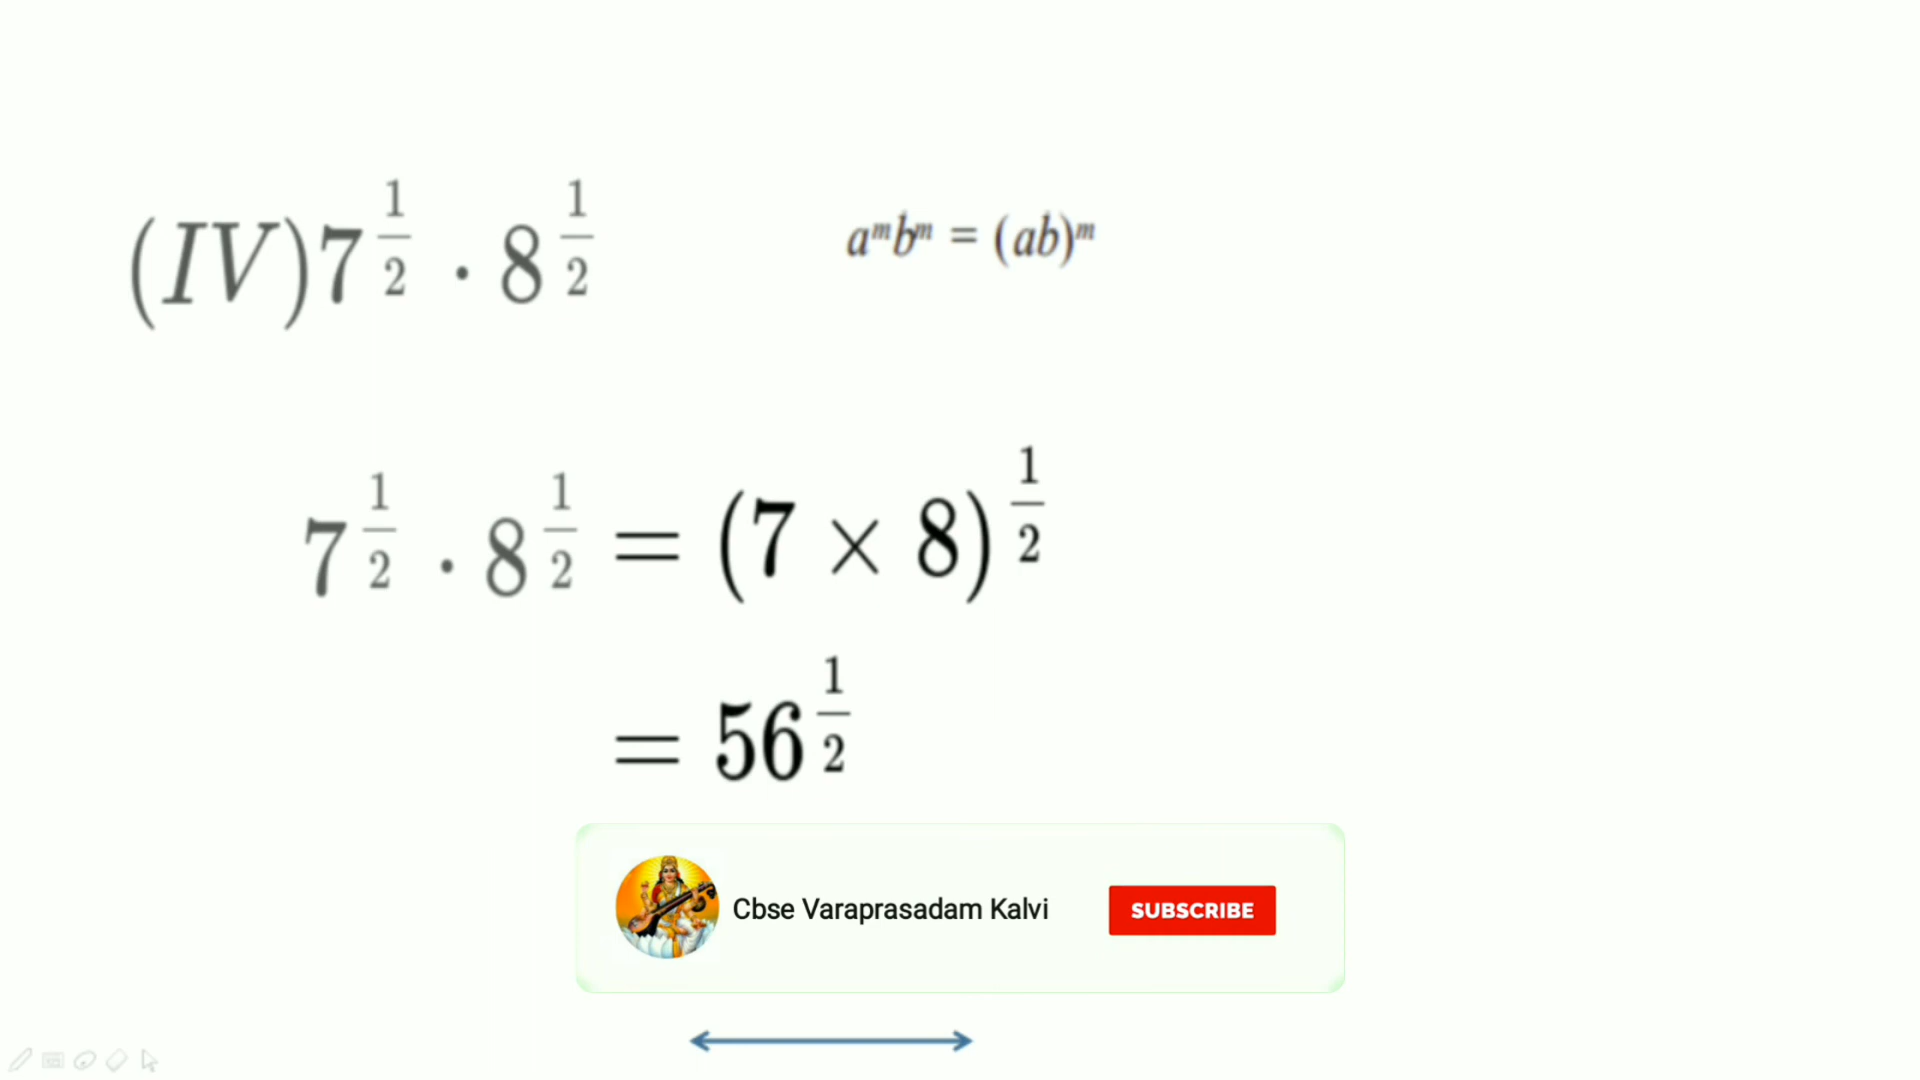 (IV) 7^{1/2} · 8^{1/2}
a^m b^m = (ab)^m
7^{1/2} · 8^{1/2} = (7 × 8)^{1/2}
= 56^{1/2}
Cbse Varaprasadam Kalvi
SUBSCRIBE